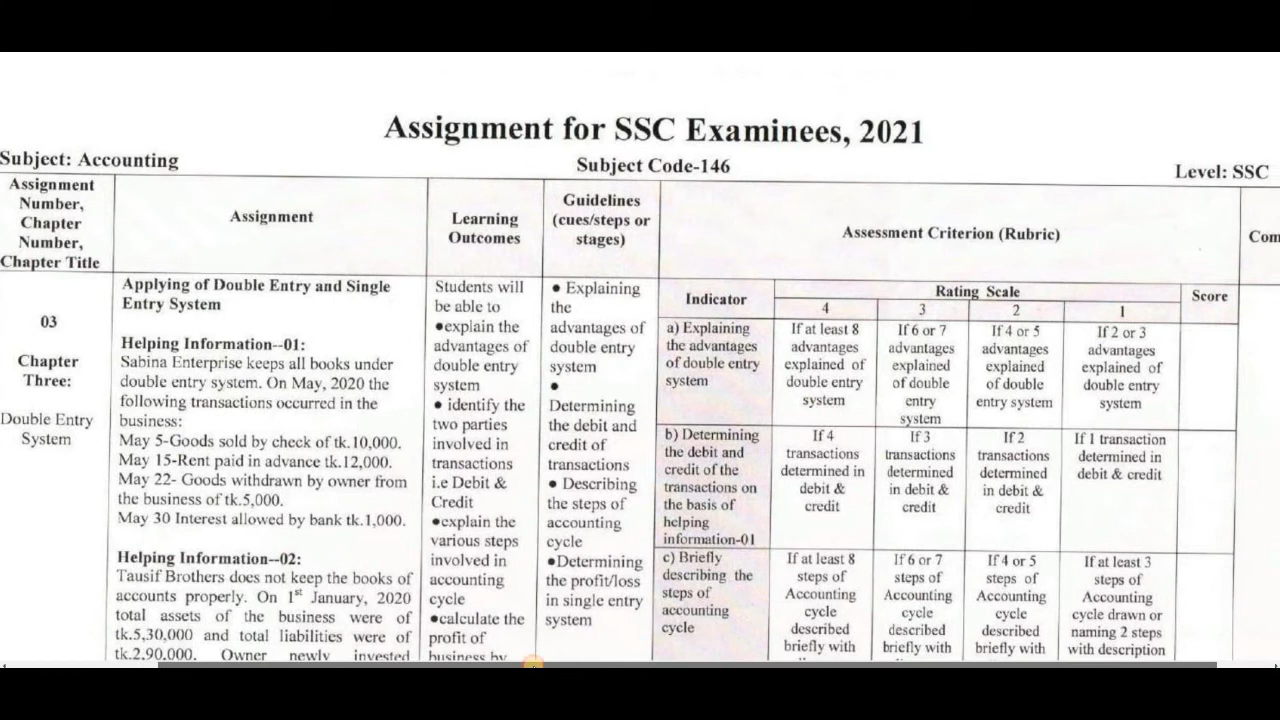 Assignment for SSC Examinees, 2021
Subject: Accounting
Subject Code-146
Level: SSC
Assignment
Number,
Chapter
Number,
Chapter Title
Assignment
Learning
Outcomes
Guidelines
(cues/steps or
stages)
Assessment Criterion (Rubric)
Com
03
Chapter
Three:
Double Entry
System
Applying of Double Entry and Single
Entry System
Helping Information--01:
Sabina Enterprise keeps all books under
double entry system. On May, 2020 the
following transactions occurred in the
business:
May 5-Goods sold by check of tk.10,000.
May 15-Rent paid in advance tk.12,000.
May 22- Goods withdrawn by owner from
the business of tk.5,000.
May 30 Interest allowed by bank tk.1,000.
Helping Information--02:
Tausif Brothers does not keep the books of
accounts properly. On 1st January, 2020
total assets of the business were of
tk.5,30,000 and total liabilities were of
tk.2,90,000. Owner newly invested
Students will
be able to
●explain the
advantages of
double entry
system
● identify the
two parties
involved in
transactions
i.e Debit &
Credit
●explain the
various steps
involved in
accounting
cycle
●calculate the
profit of
business by
● Explaining
the
advantages of
double entry
system
●
Determining
the debit and
credit of
transactions
● Describing
the steps of
accounting
cycle
●Determining
the profit/loss
in single entry
system
Indicator
Rating Scale
Score
4
3
2
1
a) Explaining
the advantages
of double entry
system
If at least 8
advantages
explained of
double entry
system
If 6 or 7
advantages
explained
of double
entry
system
If 4 or 5
advantages
explained
of double
entry system
If 2 or 3
advantages
explained of
double entry
system
b) Determining
the debit and
credit of the
transactions on
the basis of
helping
information-01
If 4
transactions
determined in
debit &
credit
If 3
transactions
determined
in debit &
credit
If 2
transactions
determined
in debit &
credit
If 1 transaction
determined in
debit & credit
c) Briefly
describing the
steps of
accounting
cycle
If at least 8
steps of
Accounting
cycle
described
briefly with
If 6 or 7
steps of
Accounting
cycle
described
briefly with
If 4 or 5
steps of
Accounting
cycle
described
briefly with
If at least 3
steps of
Accounting
cycle drawn or
naming 2 steps
with description